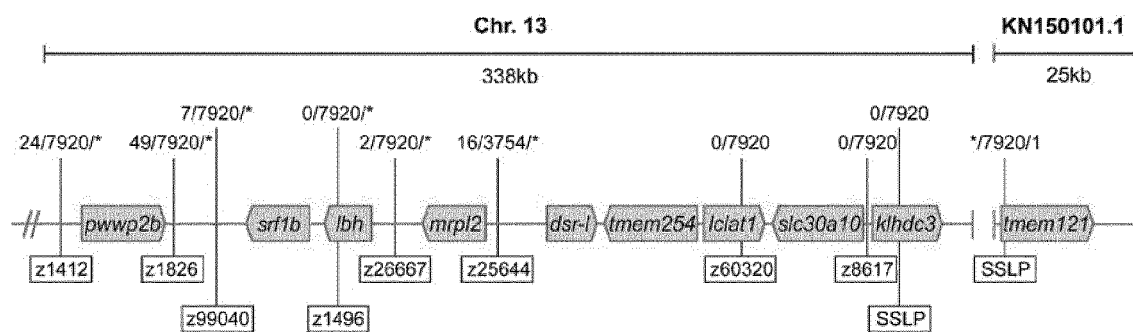 Chr. 13 KN150101.1
338kb 25kb
7/7920/* 0/7920/* 0/7920
24/7920/* 49/7920/* 2/7920/* 16/3754/* 0/7920 0/7920 */7920/1
pwwp2b srf1b lbh mrpl2 dsr-l tmem254 lclat1 slc30a10 klhdc3 tmem121
z1412 z1826 z26667 z25644 z60320 z8617 SSLP
z99040 z1496 SSLP